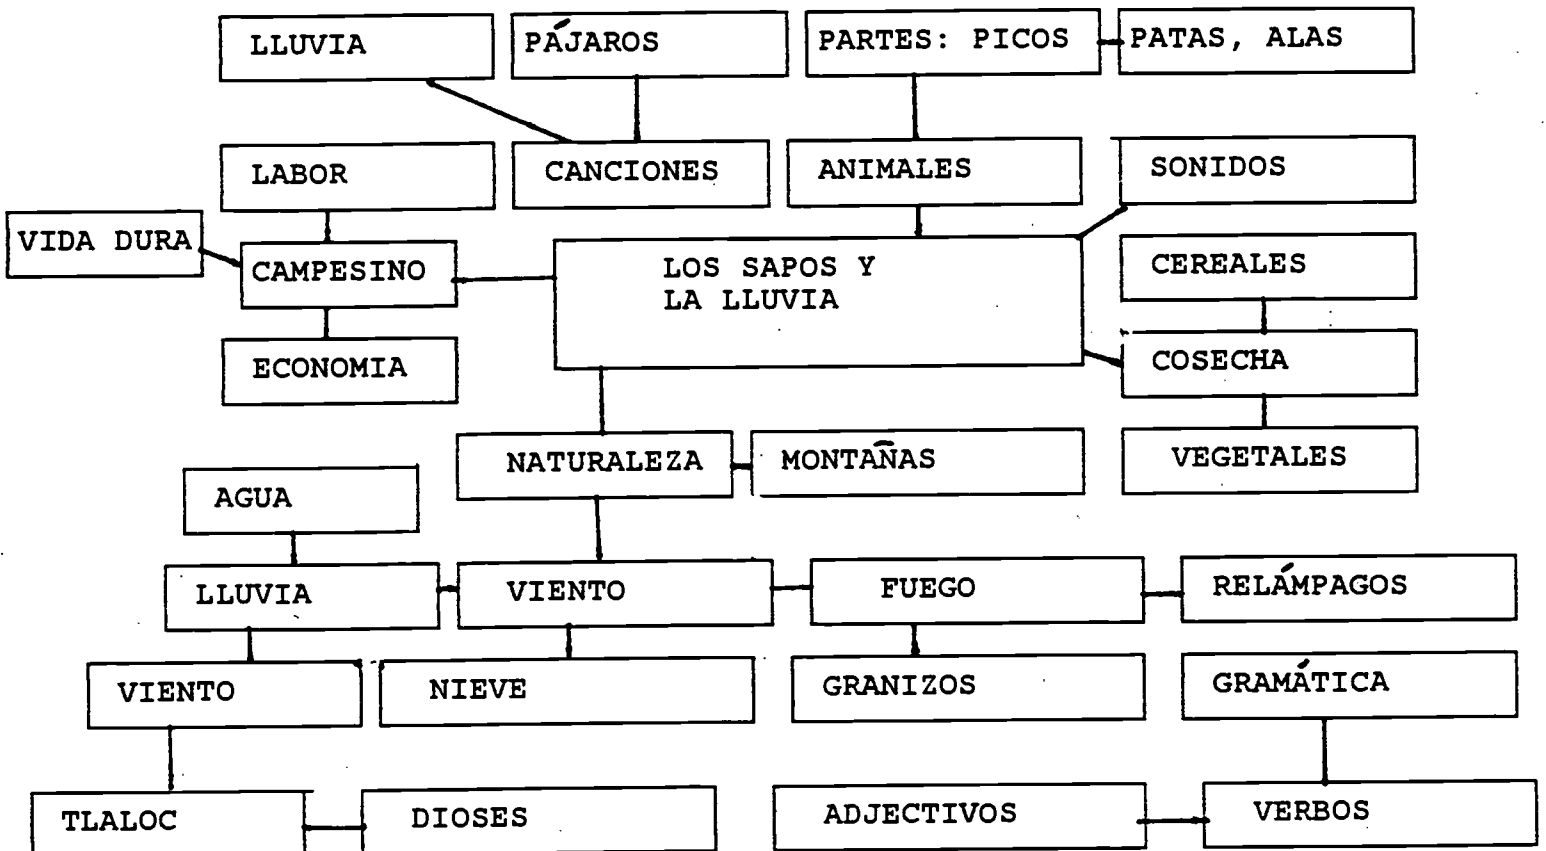 LLUVIA
PÁJAROS
PARTES: PICOS
PATAS, ALAS
LABOR
CANCIONES
ANIMALES
SONIDOS
VIDA DURA
CAMPESINO
LOS SAPOS Y
LA LLUVIA
CEREALES
ECONOMIA
COSECHA
NATURALEZA
MONTAÑAS
VEGETALES
AGUA
LLUVIA
VIENTO
FUEGO
RELÁMPAGOS
VIENTO
NIEVE
GRANIZOS
GRAMÁTICA
TLALOC
DIOSES
ADJECTIVOS
VERBOS